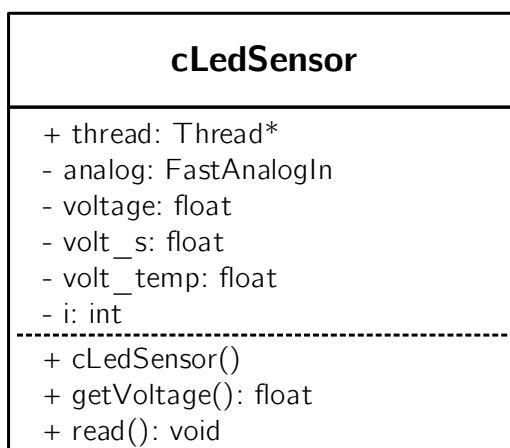 cLedSensor
+ thread: Thread*
- analog: FastAnalogIn
- voltage: float
- volt_s: float
- volt_temp: float
- i: int
+ cLedSensor()
+ getVoltage(): float
+ read(): void